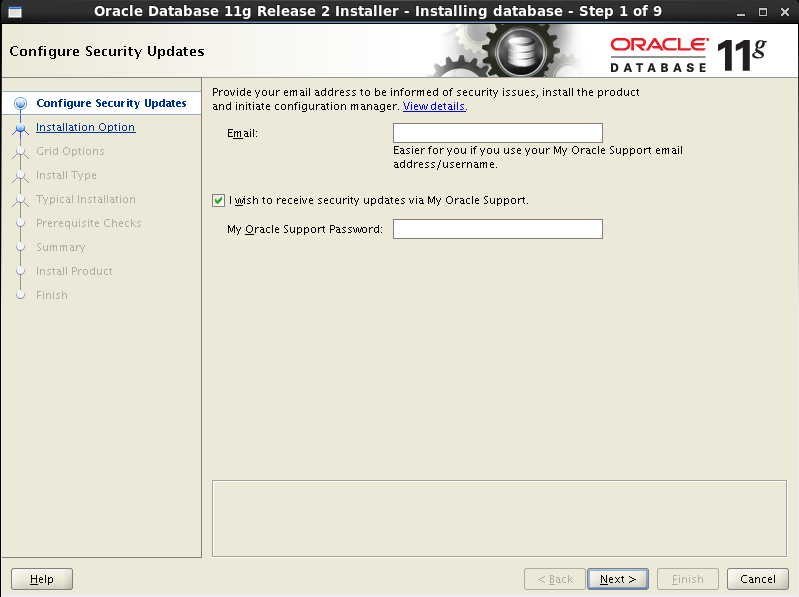 Oracle Database 11g Release 2 Installer - Installing database - Step 1 of 9
Configure Security Updates
ORACLE®
DATABASE
11g
Configure Security Updates
Installation Option
Grid Options
Install Type
Typical Installation
Prerequisite Checks
Summary
Install Product
Finish
Provide your email address to be informed of security issues, install the product
and initiate configuration manager. View details.
Email:
Easier for you if you use your My Oracle Support email
address/username.
I wish to receive security updates via My Oracle Support.
My Oracle Support Password:
Help
< Back
Next >
Finish
Cancel